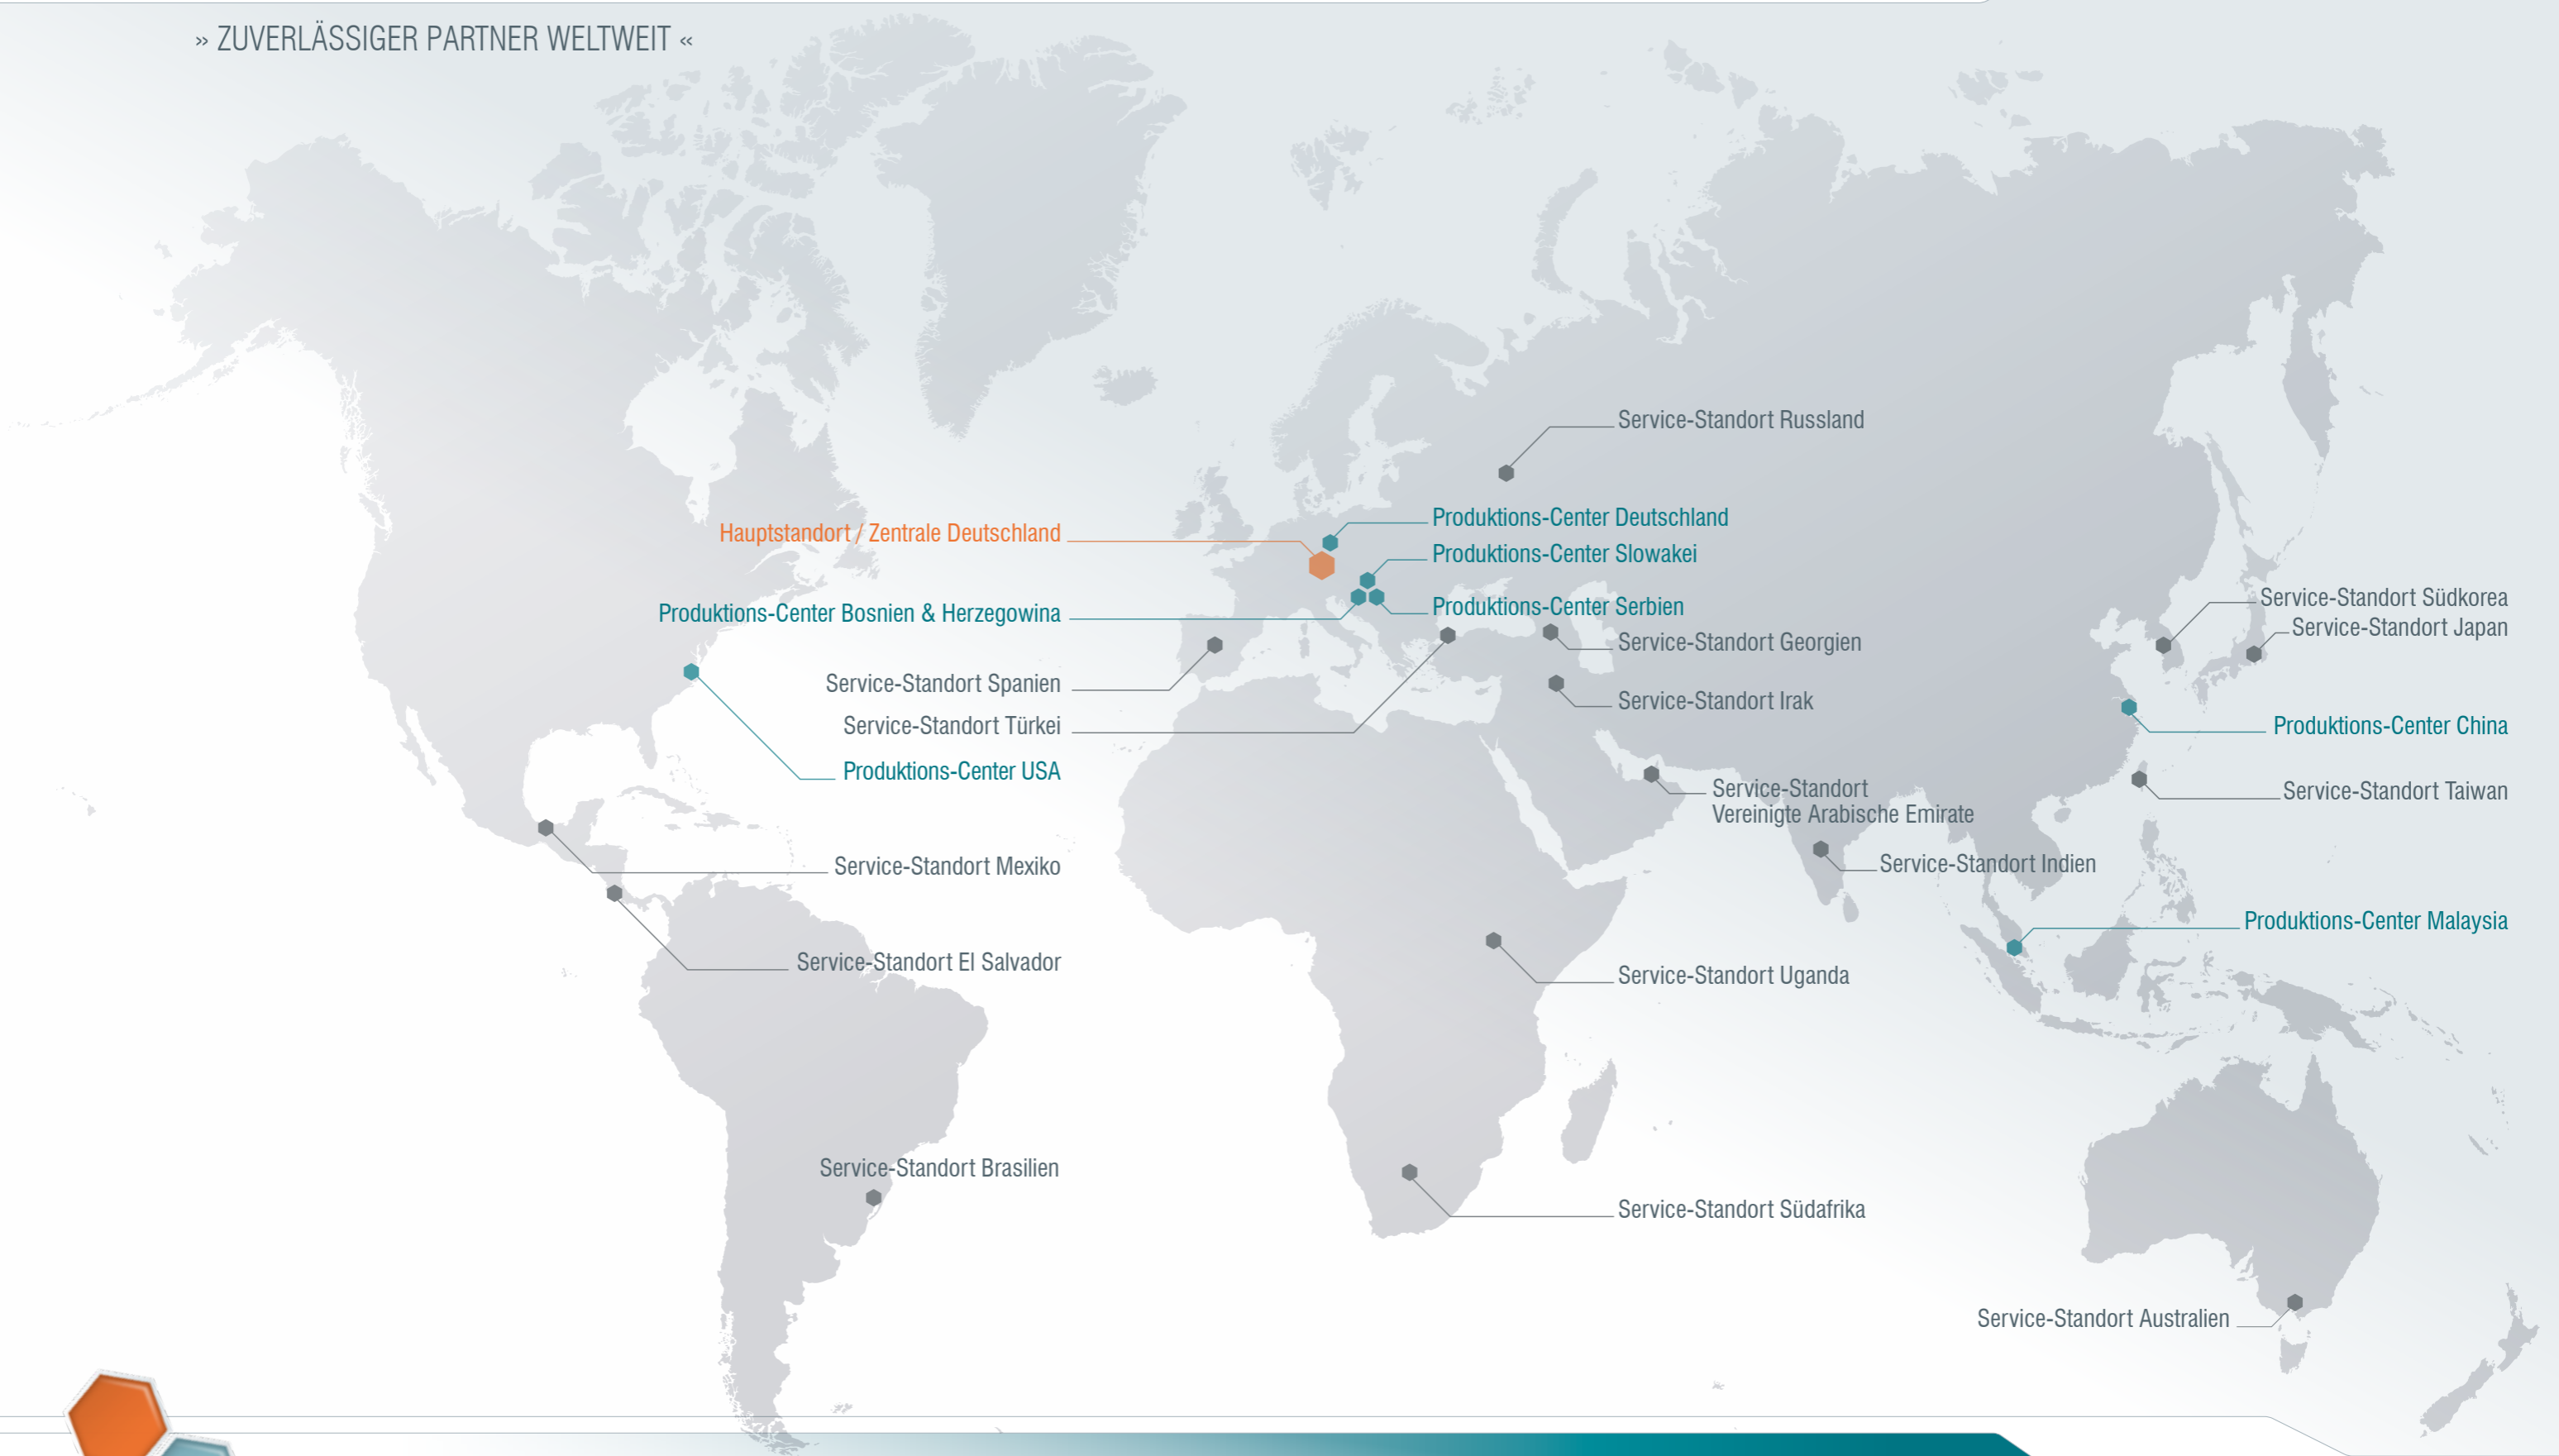 » ZUVERLÄSSIGER PARTNER WELTWEIT «
Service-Standort Russland
Produktions-Center Deutschland
Hauptstandort / Zentrale Deutschland
Produktions-Center Slowakei
Produktions-Center Serbien
Produktions-Center Bosnien & Herzegowina
Service-Standort Südkorea
Service-Standort Japan
Service-Standort Georgien
Service-Standort Spanien
Service-Standort Irak
Service-Standort Türkei
Produktions-Center China
Produktions-Center USA
Service-Standort
Vereinigte Arabische Emirate
Service-Standort Taiwan
Service-Standort Mexiko
Service-Standort Indien
Produktions-Center Malaysia
Service-Standort El Salvador
Service-Standort Uganda
Service-Standort Brasilien
Service-Standort Südafrika
Service-Standort Australien